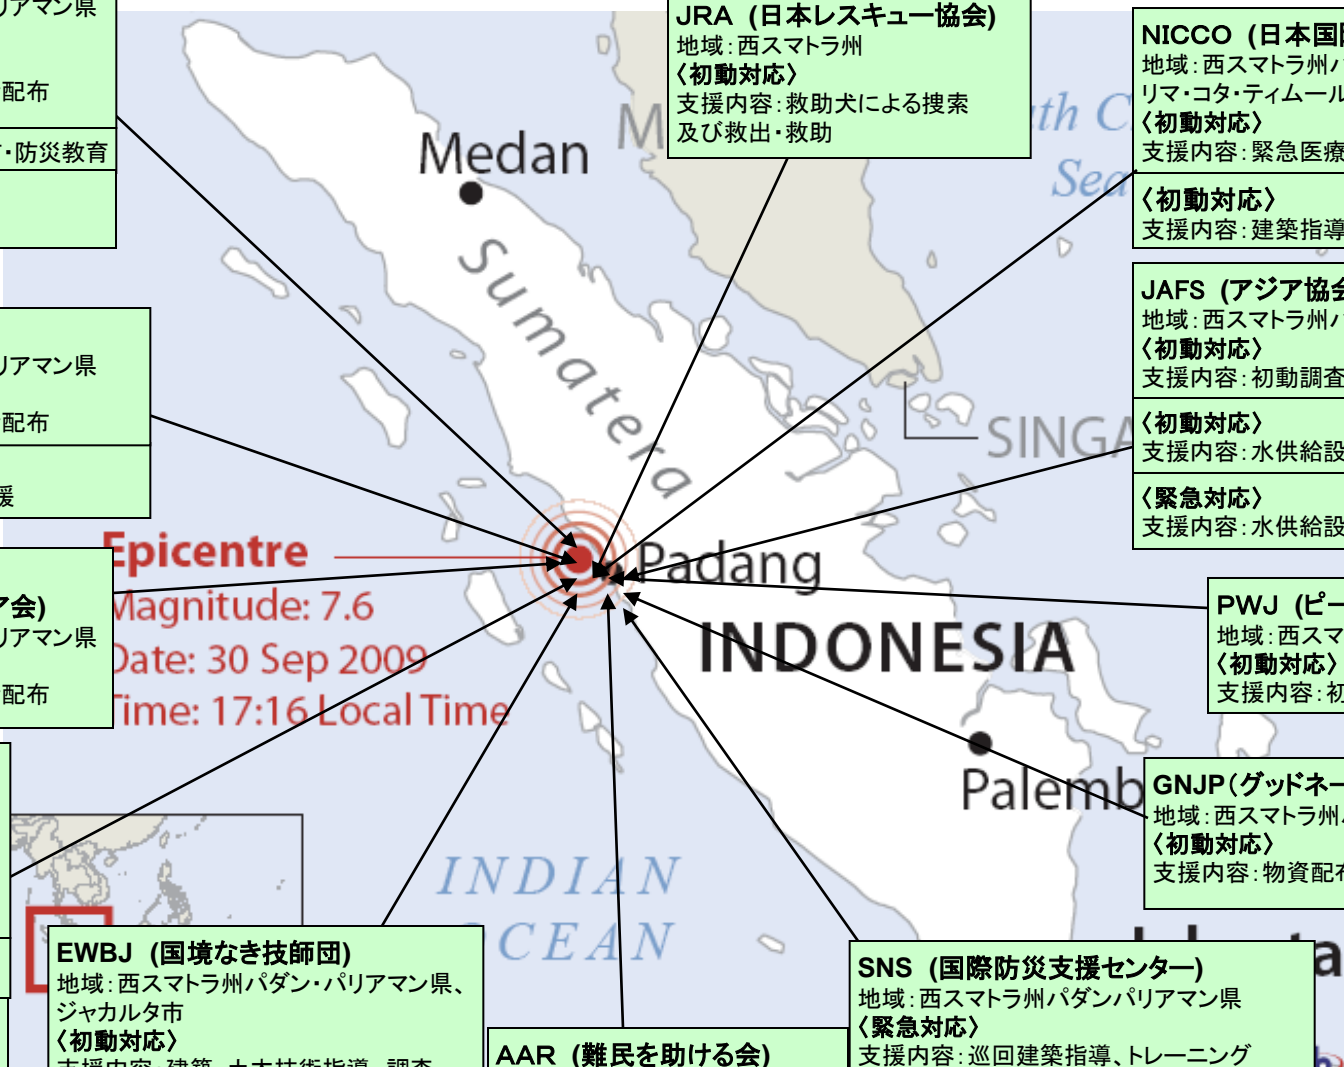 リアマン県
配布
・防災教育
リアマン県
配布
援
ア会)
リアマン県
配布
JRA (日本レスキュー協会)
地域：西スマトラ州
〈初動対応〉
支援内容：救助犬による捜索
及び救出・救助
NICCO (日本国
地域：西スマトラ州
リマ・コタ・ティムール
〈初動対応〉
支援内容：緊急医療
〈初動対応〉
支援内容：建築指導
JAFS (アジア協会
地域：西スマトラ州
〈初動対応〉
支援内容：初動調査
〈初動対応〉
支援内容：水供給設
〈緊急対応〉
支援内容：水供給設
PWJ (ピー
地域：西スマ
〈初動対応〉
支援内容：初
GNJP（グッドネー
地域：西スマトラ州
〈初動対応〉
支援内容：物資配布
Medan
Sumatera
Sea
SINGA
Padang
INDONESIA
Palemb
INDIAN
OCEAN
Epicentre
Magnitude: 7.6
Date: 30 Sep 2009
Time: 17:16 Local Time
EWBJ (国境なき技師団)
地域：西スマトラ州パダン・パリアマン県、
ジャカルタ市
〈初動対応〉
支援内容：建築、土木技術指導、調査
AAR (難民を助ける会)
SNS (国際防災支援センター)
地域：西スマトラ州パダンパリアマン県
〈緊急対応〉
支援内容：巡回建築指導、トレーニング